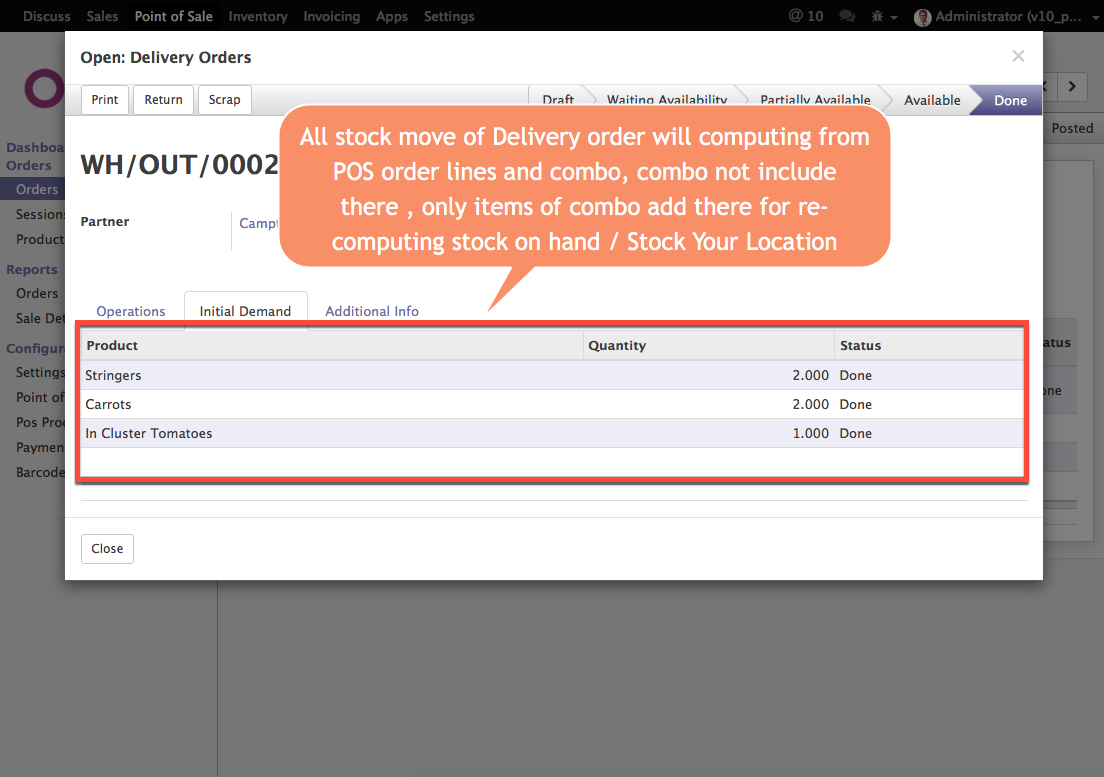 Discuss Sales Point of Sale Inventory Invoicing Apps Settings @ 10 Administrator (v10_p...
Open: Delivery Orders ×
Print Return Scrap Draft Waiting Availability Partially Available Available Done
Posted
All stock move of Delivery order will computing from
POS order lines and combo, combo not include
there , only items of combo add there for re-
computing stock on hand / Stock Your Location
WH/OUT/0002
Partner Campt
Dashboa
Orders
Orders
Sessions
Product
Reports
Orders
Sale Det
Configur
Settings
Point of
Pos Prod
Paymen
Barcode
Operations Initial Demand Additional Info
Product Quantity Status
Stringers 2.000 Done
Carrots 2.000 Done
In Cluster Tomatoes 1.000 Done
atus
one
Close